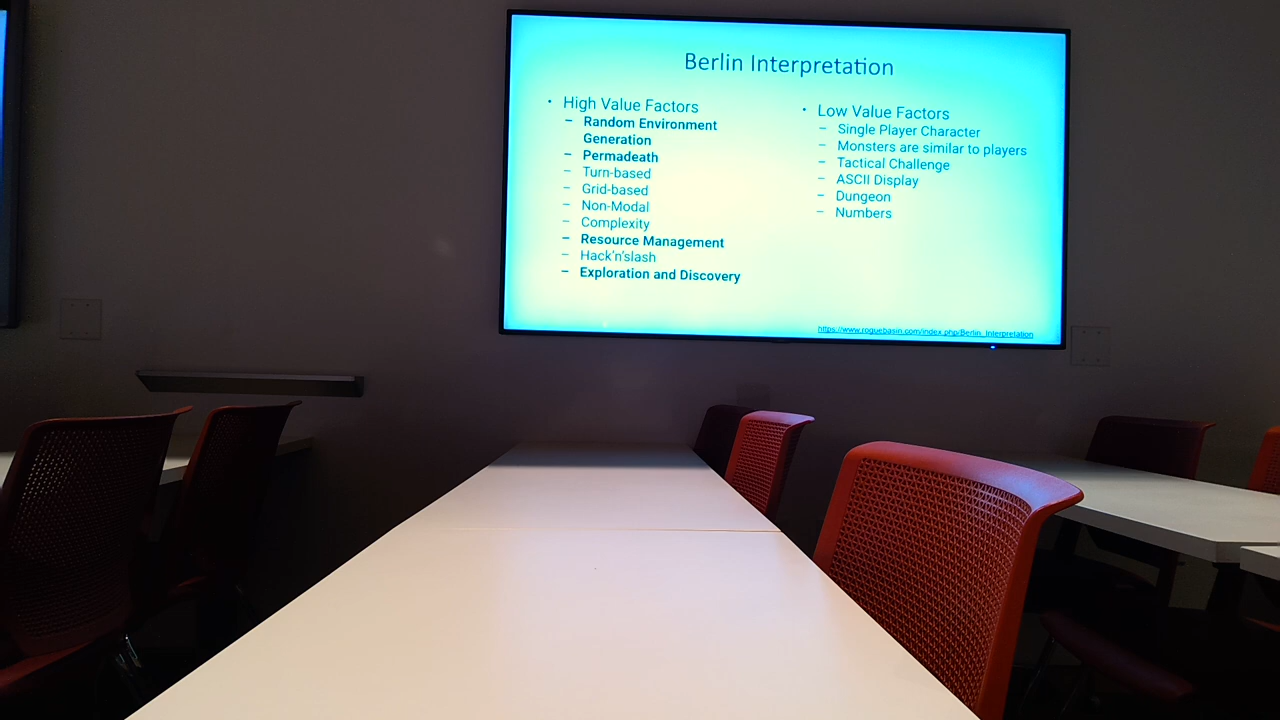 Berlin Interpretation
• High Value Factors
– Random Environment
Generation
– Permadeath
– Turn-based
– Grid-based
– Non-Modal
– Complexity
– Resource Management
– Hack'n'slash
– Exploration and Discovery
• Low Value Factors
– Single Player Character
– Monsters are similar to players
– Tactical Challenge
– ASCII Display
– Dungeon
– Numbers
https://www.roguebasin.com/index.php/Berlin_Interpretation